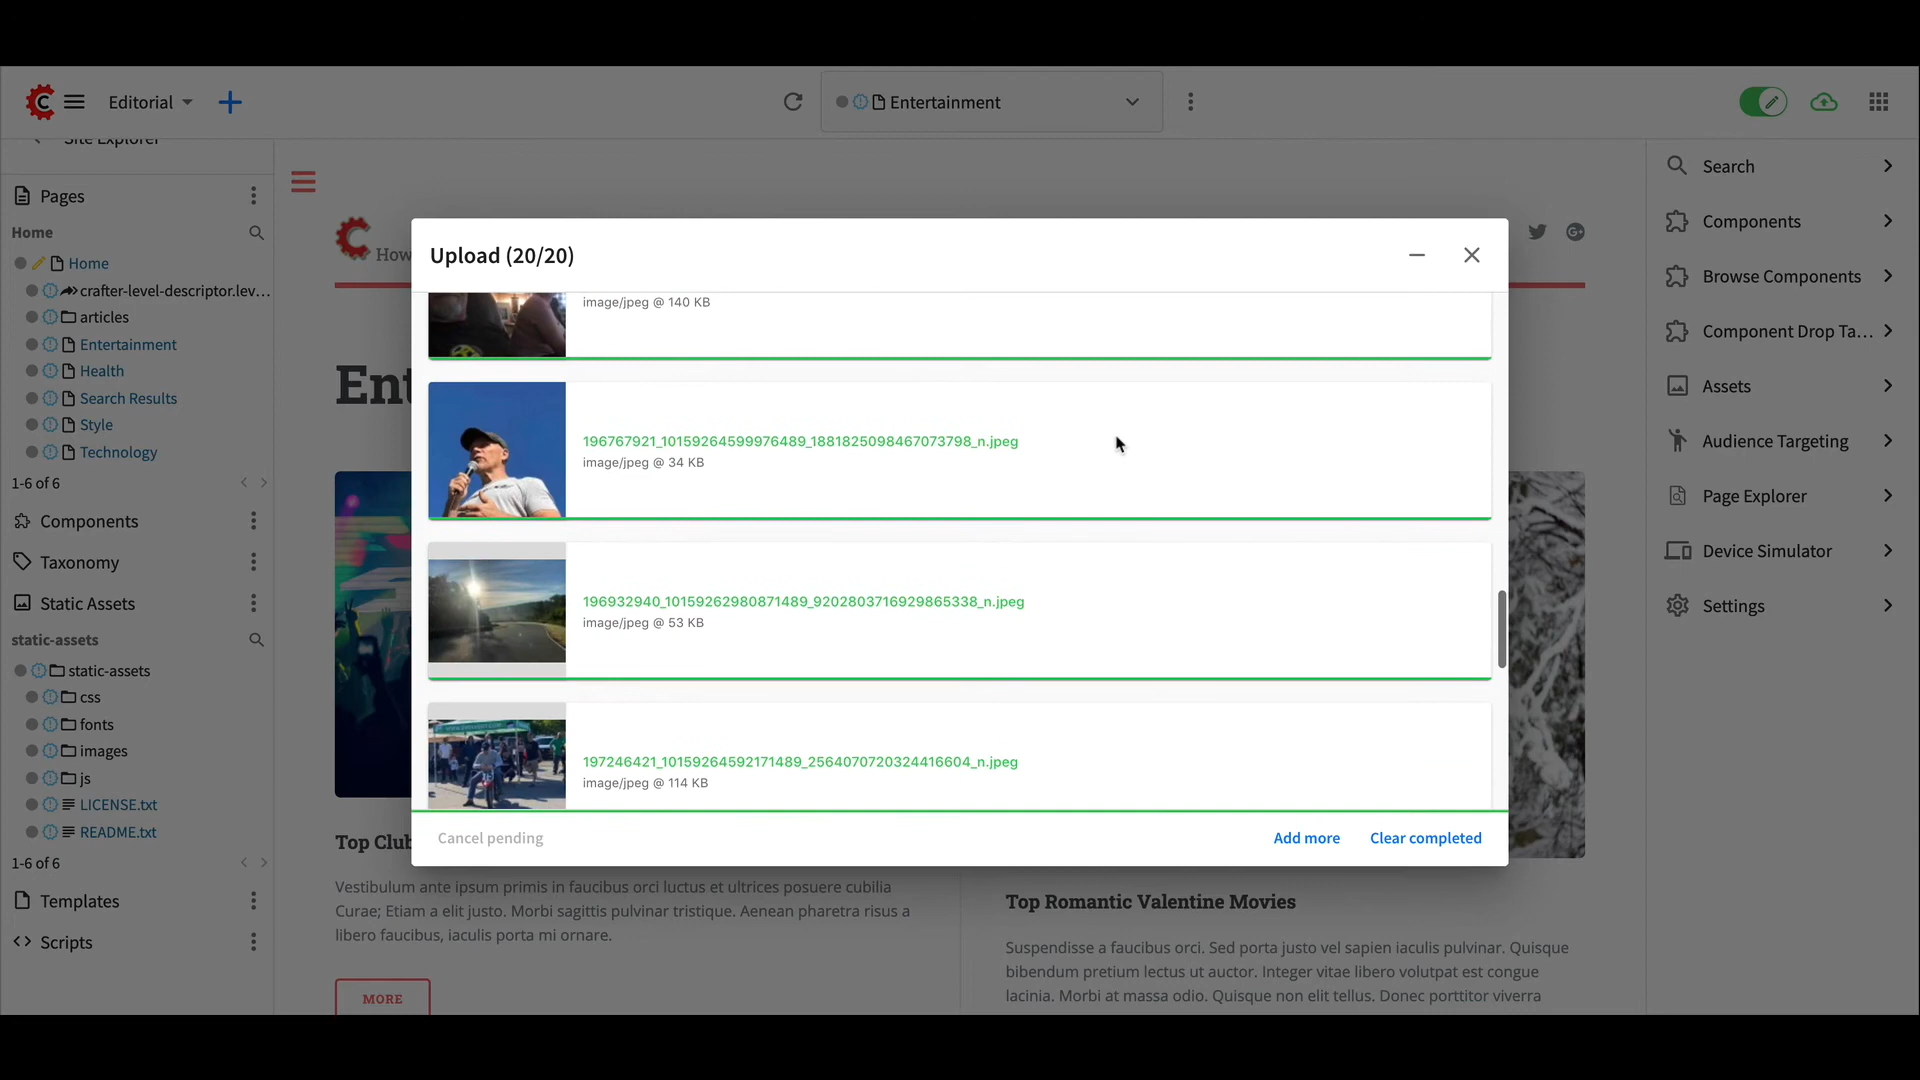 Editorial
Entertainment
Site Explorer
Pages
Home
Home
crafter-level-descriptor.lev...
articles
Entertainment
Health
Search Results
Style
Technology
1-6 of 6
Components
Taxonomy
Static Assets
static-assets
static-assets
css
fonts
images
js
LICENSE.txt
README.txt
1-6 of 6
Templates
Scripts
How
Ent
Upload (20/20)
image/jpeg @ 140 KB
196767921_10159264599976489_1881825098467073798_n.jpeg
image/jpeg @ 34 KB
196932940_10159262980871489_9202803716929865338_n.jpeg
image/jpeg @ 53 KB
197246421_10159264592171489_2564070720324416604_n.jpeg
image/jpeg @ 114 KB
Cancel pending
Add more
Clear completed
Top Clu
Vestibulum ante ipsum primis in faucibus orci luctus et ultrices posuere cubilia
Curae; Etiam a elit justo. Morbi sagittis pulvinar tristique. Aenean pharetra risus a
libero faucibus, iaculis porta mi ornare.
MORE
Top Romantic Valentine Movies
Suspendisse a faucibus orci. Sed porta justo vel sapien iaculis pulvinar. Quisque
bibendum pretium lectus ut auctor. Integer vitae libero volutpat est congue
lacinia. Morbi at massa odio. Quisque non elit tellus. Donec porttitor viverra
Search
Components
Browse Components
Component Drop Ta...
Assets
Audience Targeting
Page Explorer
Device Simulator
Settings